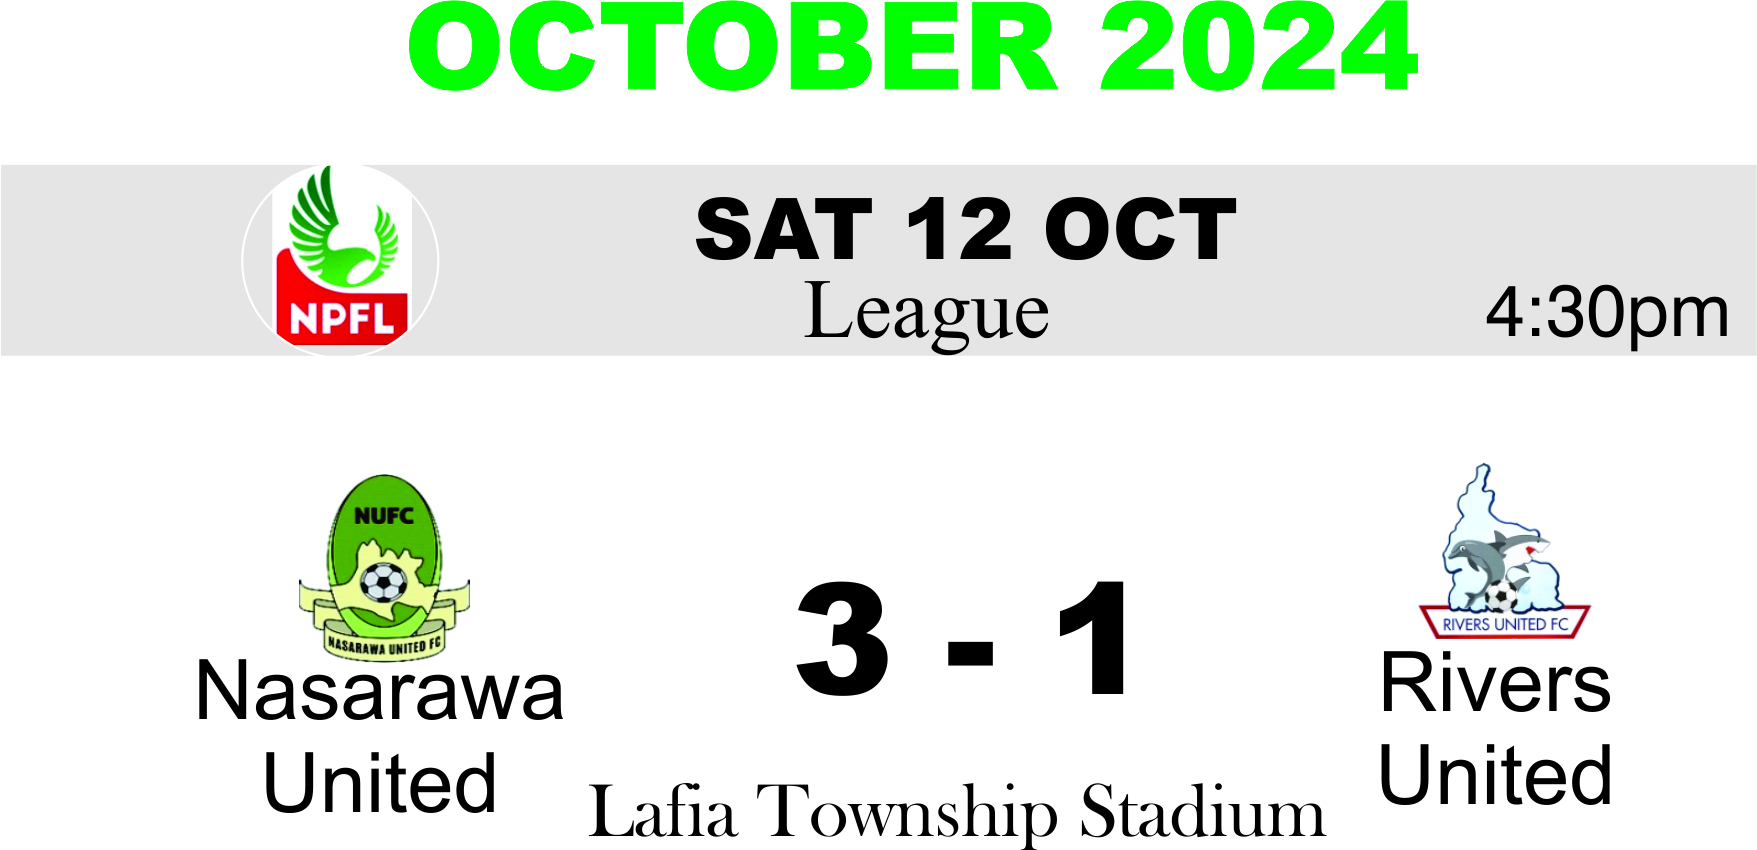 OCTOBER 2024
SAT 12 OCT
League
4:30pm
NPFL
NUFC
NASARAWA UNITED FC
RIVERS UNITED FC
3 - 1
Nasarawa
United
Rivers
United
Lafia Township Stadium